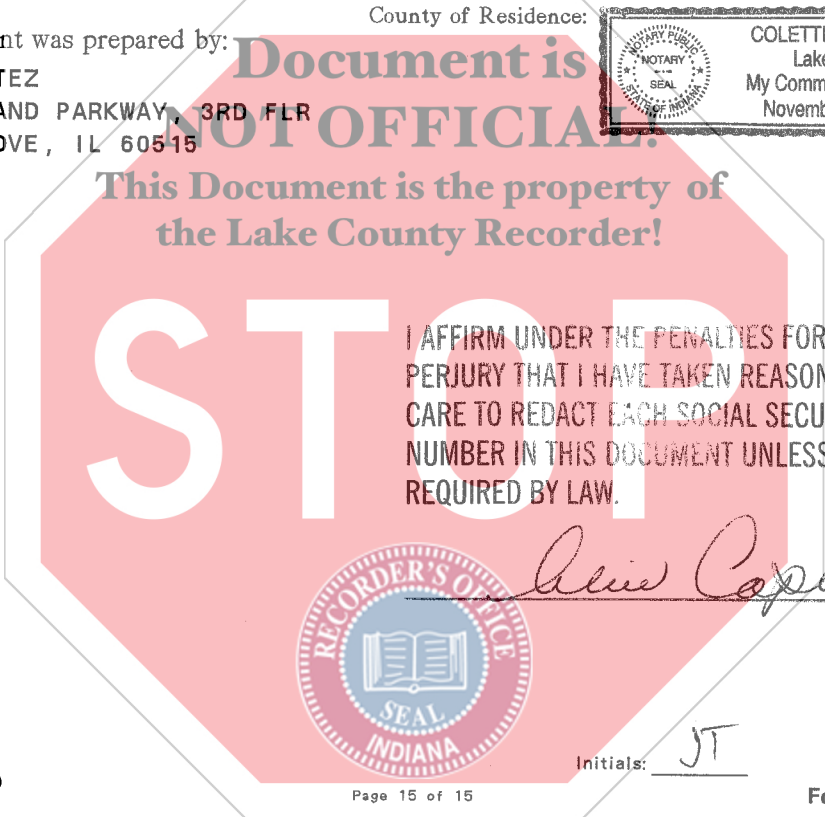 County of Residence:
nt was prepared by:
TEZ
AND PARKWAY, 3RD FLR
OVE, IL 60515
NOTARY PUBLIC
NOTARY
SEAL
STATE OF INDIANA
COLETTE
Lake
My Comm
Novemb
Document is
NOT OFFICIAL!
This Document is the property of
the Lake County Recorder!
STOP
I AFFIRM UNDER THE PENALTIES FOR
PERJURY THAT I HAVE TAKEN REASON
CARE TO REDACT EACH SOCIAL SECU
NUMBER IN THIS DOCUMENT UNLESS
REQUIRED BY LAW.
RECORDER'S OFFICE
SEAL
INDIANA
Initials: JT
Page 15 of 15
Fo